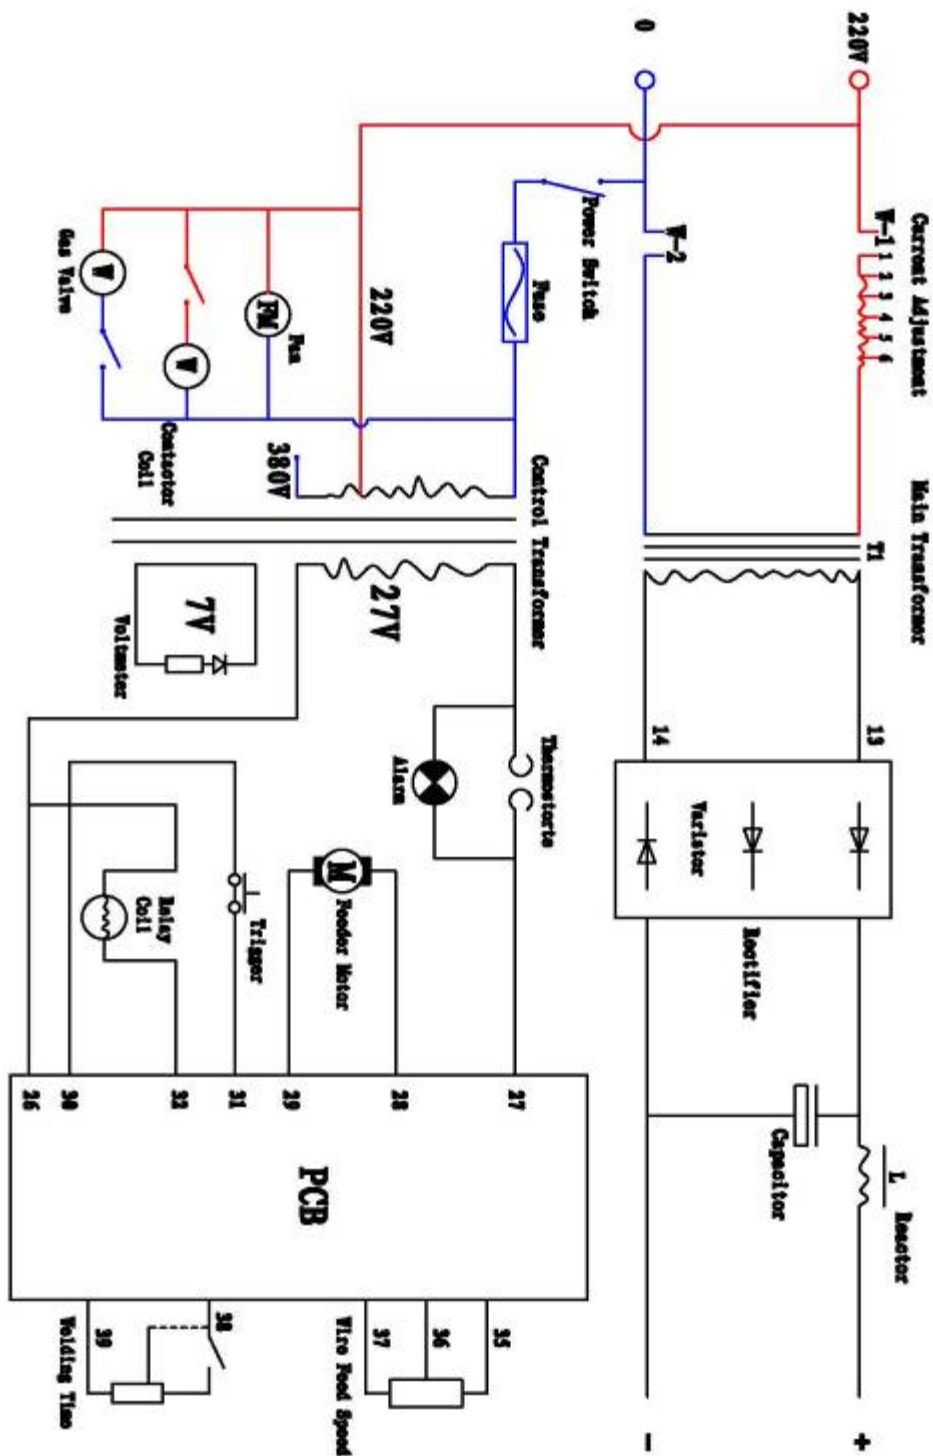 Current Adjustment
Main Transformer
L Reactor
W-1
1 2 3 4 5 6
220V
T1
13
+
Varistor
Rectifier
Capacitor
0
W-2
14
-
Power Switch
Fuse
Control Transformer
Thermostorte
27
35
220V
27V
Alarm
28
36
37
FM
Fan
380V
M
Feeder Motor
29
PCB
Wire Feed Speed
V
Contactor
Coil
7V
Voltmeter
Trigger
31
38
Relay
Coil
32
W
Gas Valve
30
39
26
Welding Time